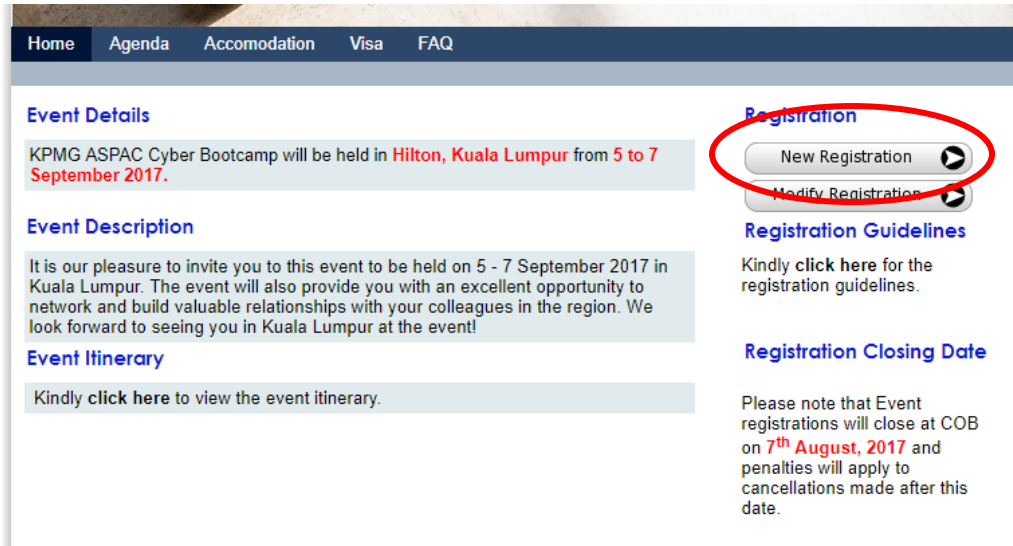 Home Agenda Accomodation Visa FAQ
Event Details
KPMG ASPAC Cyber Bootcamp will be held in Hilton, Kuala Lumpur from 5 to 7
September 2017.
Event Description
It is our pleasure to invite you to this event to be held on 5 - 7 September 2017 in
Kuala Lumpur. The event will also provide you with an excellent opportunity to
network and build valuable relationships with your colleagues in the region. We
look forward to seeing you in Kuala Lumpur at the event!
Event Itinerary
Kindly click here to view the event itinerary.
Registration
New Registration
Modify Registration
Registration Guidelines
Kindly click here for the
registration guidelines.
Registration Closing Date
Please note that Event
registrations will close at COB
on 7th August, 2017 and
penalties will apply to
cancellations made after this
date.